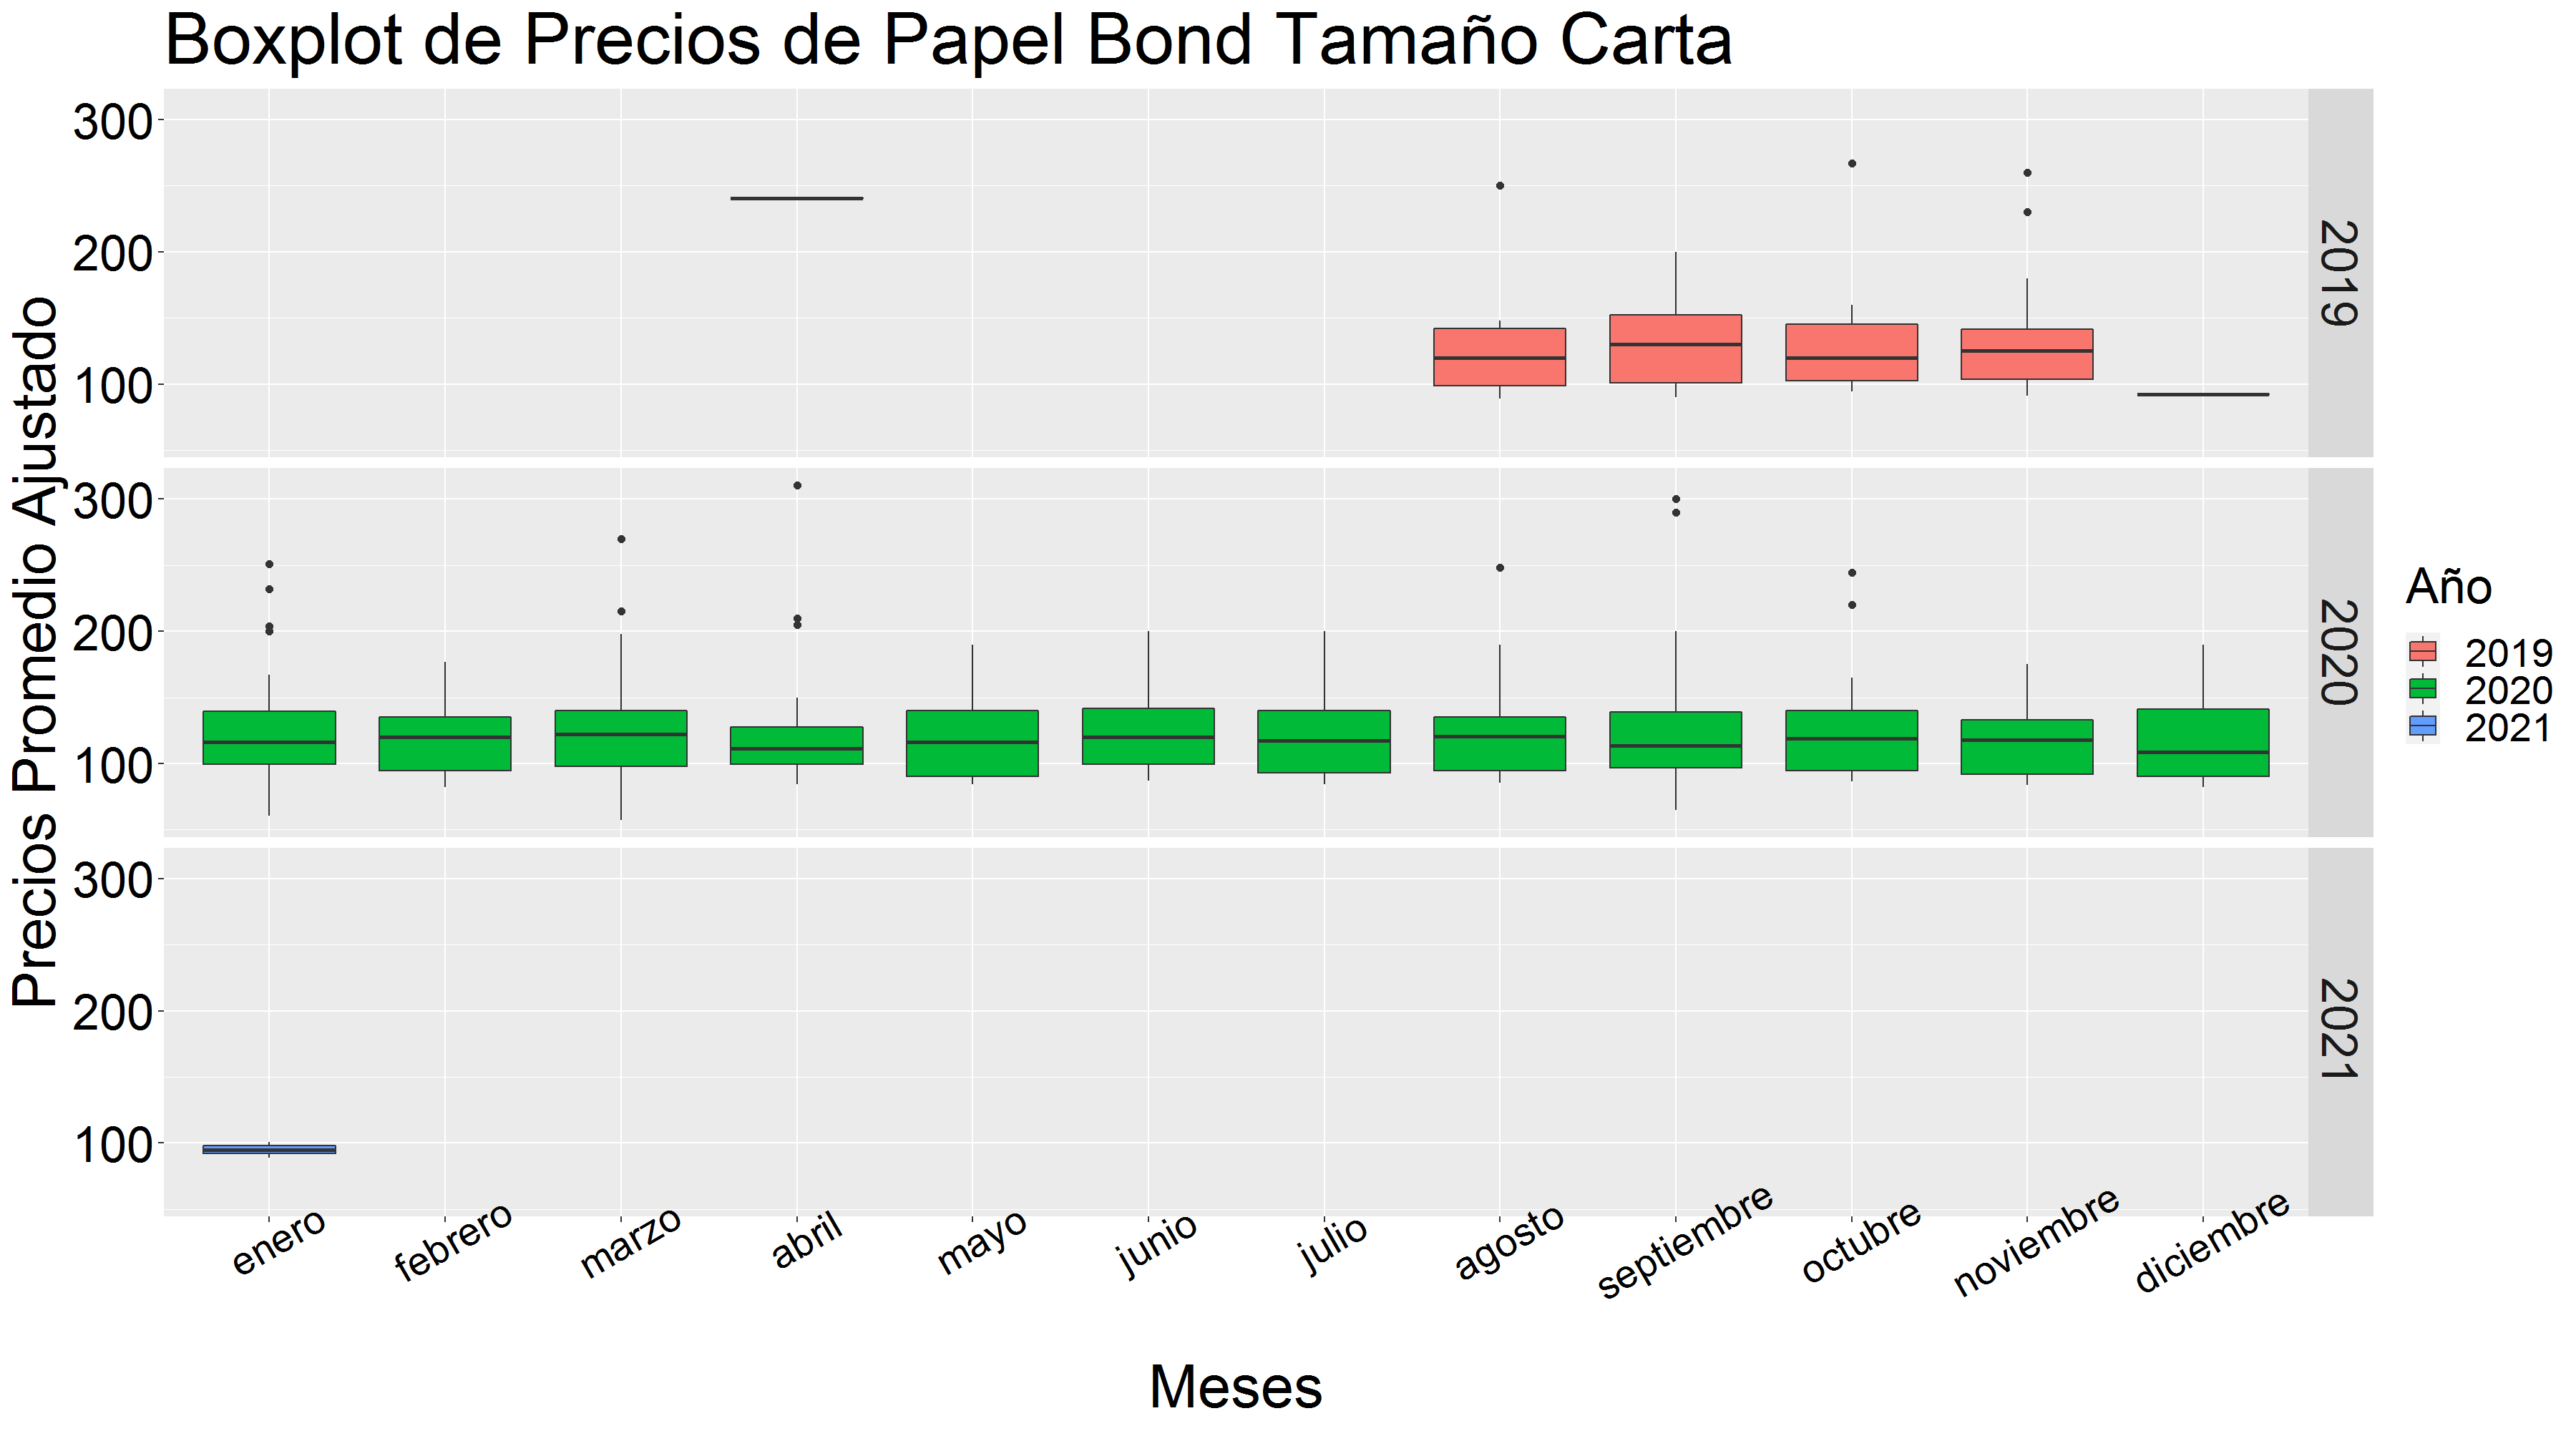 Boxplot de Precios de Papel Bond Tamaño Carta
Precios Promedio Ajustado
300
200
100
2019
300
200
100
2020
300
200
100
2021
enero
febrero
marzo
abril
mayo
junio
julio
agosto
septiembre
octubre
noviembre
diciembre
Meses
Año
2019
2020
2021